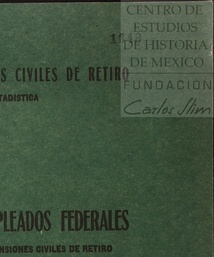 CENTRO DE
ESTUDIOS
DE HISTORIA
DE MEXICO
FUNDACION
Carlos Slim
S CIVILES DE RETIRO
TADISTICA
PLEADOS FEDERALES
NSIONES CIVILES DE RETIRO